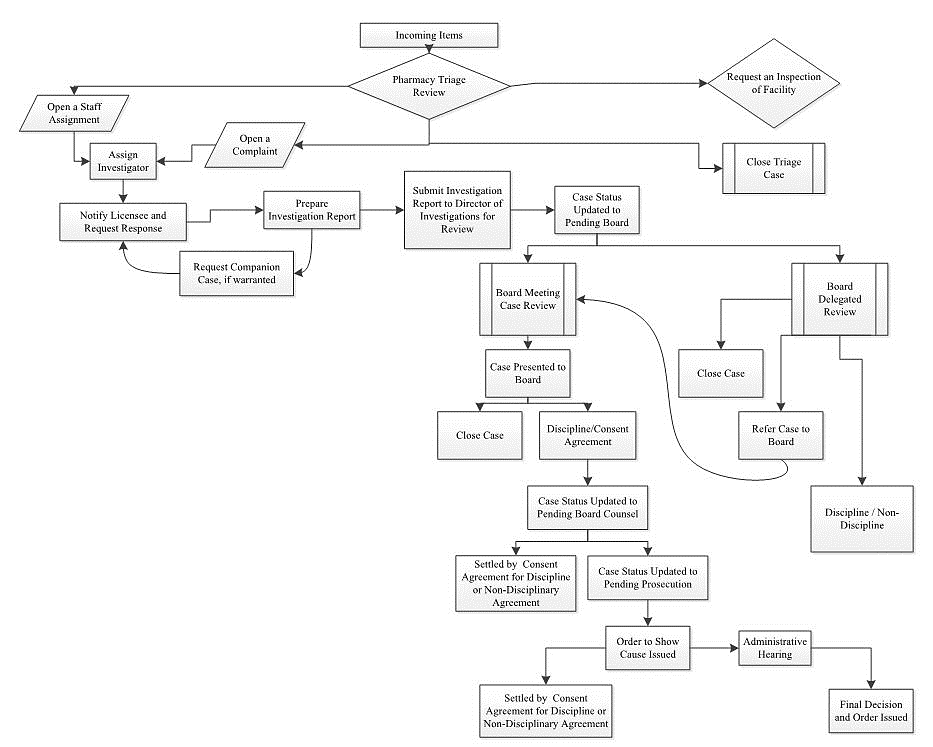 Incoming Items
Pharmacy Triage
Review
Request an Inspection
of Facility
Open a Staff
Assignment
Open a
Complaint
Assign
Investigator
Close Triage
Case
Notify Licensee and
Request Response
Prepare
Investigation Report
Submit Investigation
Report to Director of
Investigations for
Review
Case Status
Updated to
Pending Board
Request Companion
Case, if warranted
Board Meeting
Case Review
Board
Delegated
Review
Case Presented to
Board
Close Case
Close Case
Discipline/Consent
Agreement
Refer Case to
Board
Case Status Updated to
Pending Board Counsel
Discipline / Non-
Discipline
Settled by Consent
Agreement for Discipline
or Non-Disciplinary
Agreement
Case Status Updated to
Pending Prosecution
Order to Show
Cause Issued
Administrative
Hearing
Settled by Consent
Agreement for Discipline or
Non-Disciplinary Agreement
Final Decision
and Order Issued